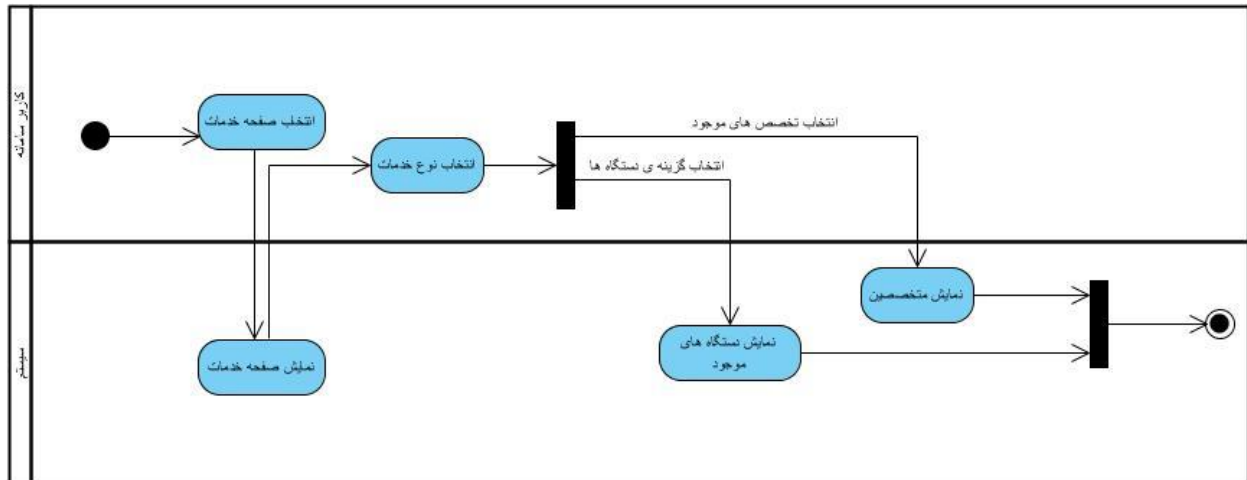 کاربر سامانه
انتخاب صفحه خدمات
انتخاب نوع خدمات
انتخاب تخصص های موجود
انتخاب گزینه ی دستگاه ها
سیستم
نمایش صفحه خدمات
نمایش دستگاه های
موجود
نمایش متخصصین